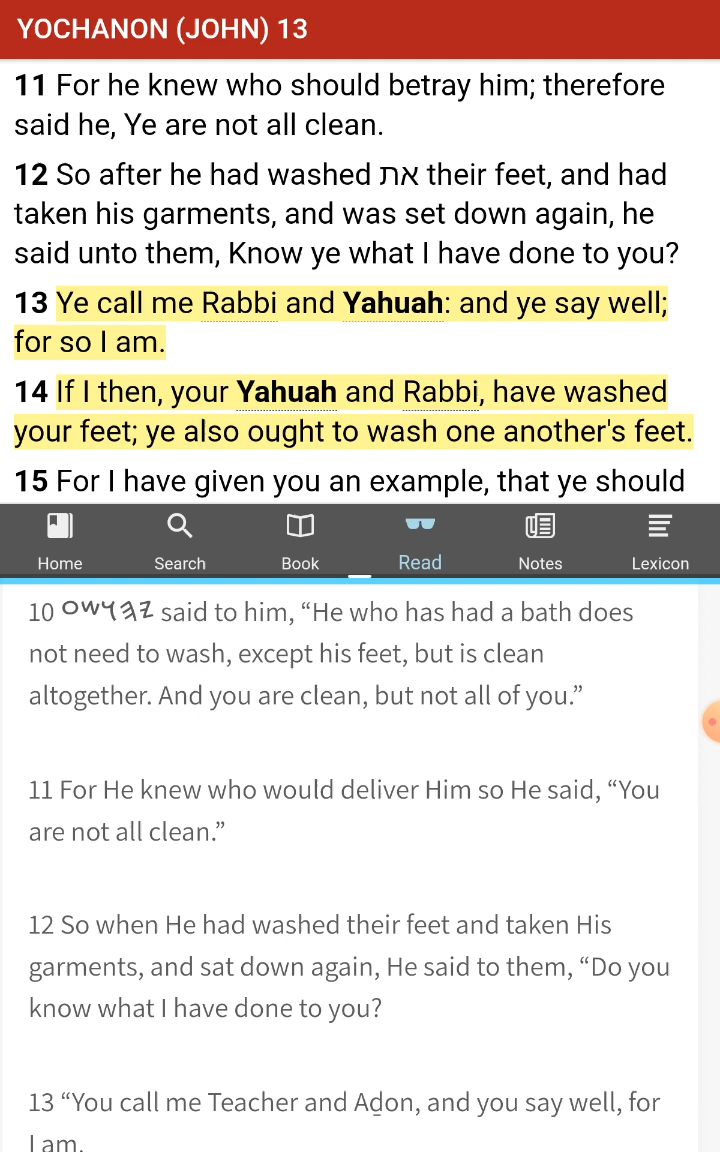 YOCHANON (JOHN) 13
11 For he knew who should betray him; therefore
said he, Ye are not all clean.
12 So after he had washed את their feet, and had
taken his garments, and was set down again, he
said unto them, Know ye what I have done to you?
13 Ye call me Rabbi and Yahuah: and ye say well;
for so I am.
14 If I then, your Yahuah and Rabbi, have washed
your feet; ye also ought to wash one another's feet.
15 For I have given you an example, that ye should
Home Search Book Read Notes Lexicon
10 𐤉𐤄𐤅𐤔𐤏 said to him, “He who has had a bath does
not need to wash, except his feet, but is clean
altogether. And you are clean, but not all of you.”
11 For He knew who would deliver Him so He said, “You
are not all clean.”
12 So when He had washed their feet and taken His
garments, and sat down again, He said to them, “Do you
know what I have done to you?
13 “You call me Teacher and Aḏon, and you say well, for
I am.